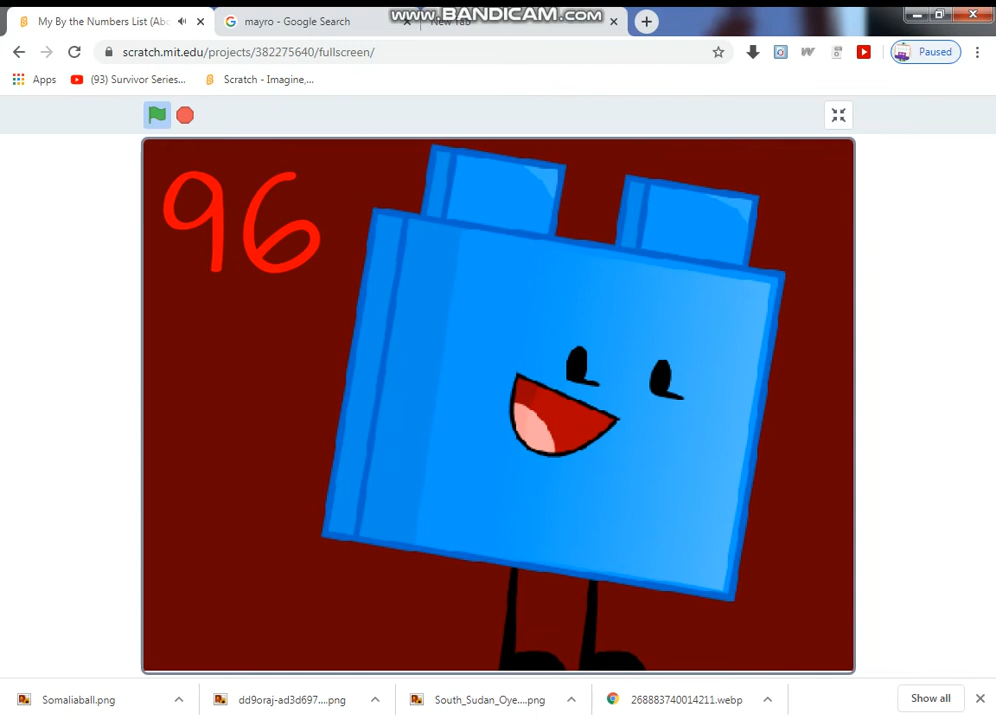 My By the Numbers List (Abo
mayro - Google Search
New Tab
www.BANDICAM.com
scratch.mit.edu/projects/382275640/fullscreen/
Paused
Apps
(93) Survivor Series...
Scratch - Imagine,...
96
Somaliaball.png
dd9oraj-ad3d697....png
South_Sudan_Oye....png
268883740014211.webp
Show all